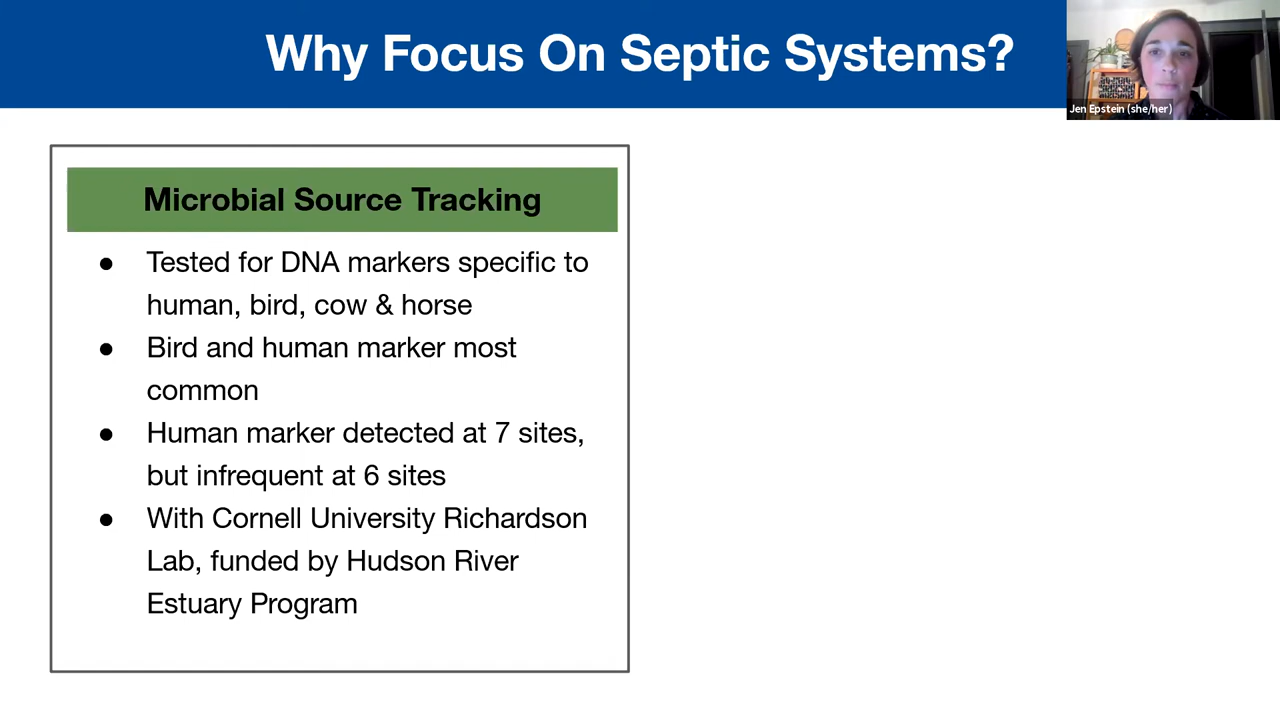 Why Focus On Septic Systems?
Jen Epstein (she/her)
Microbial Source Tracking
● Tested for DNA markers specific to
human, bird, cow & horse
● Bird and human marker most
common
● Human marker detected at 7 sites,
but infrequent at 6 sites
● With Cornell University Richardson
Lab, funded by Hudson River
Estuary Program